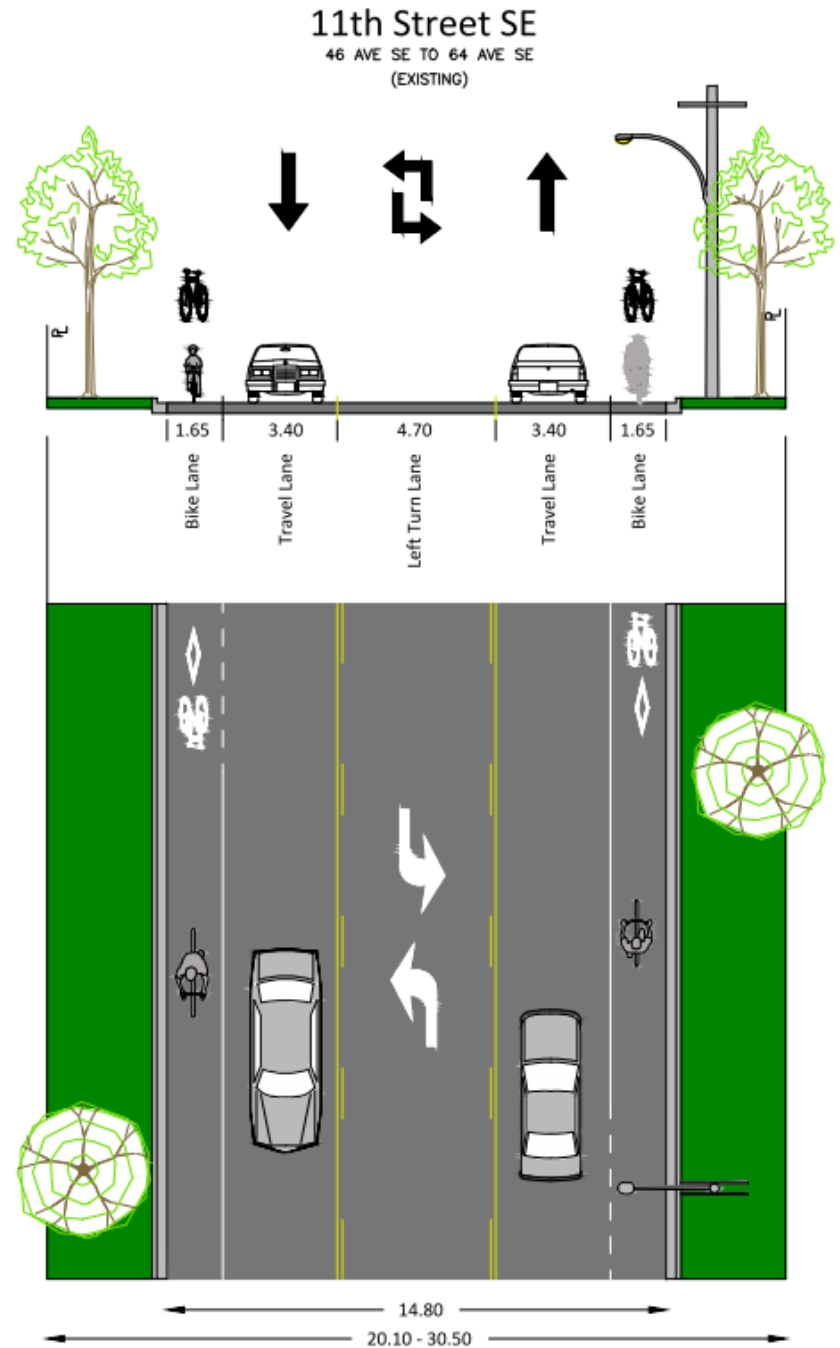 11th Street SE
46 AVE SE TO 64 AVE SE
(EXISTING)
PL
PL
1.65 3.40 4.70 3.40 1.65
Bike Lane
Travel Lane
Left Turn Lane
Travel Lane
Bike Lane
14.80
20.10 - 30.50